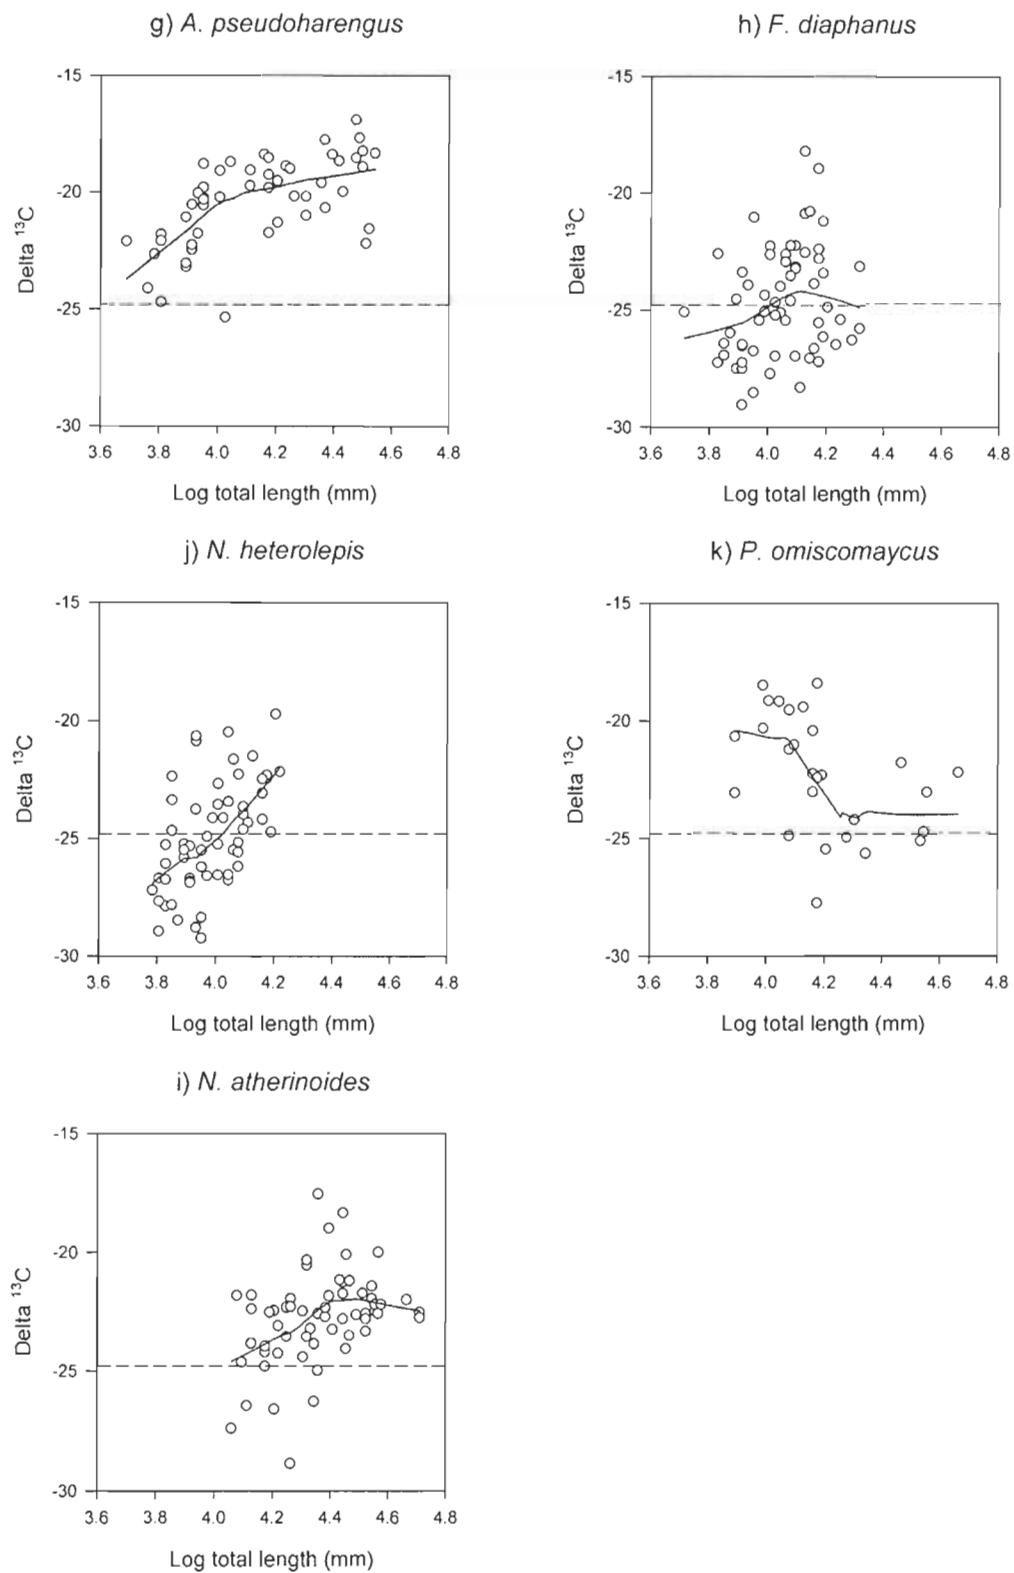 g) A. pseudoharengus
h) F. diaphanus
-15
-20
-25
-30
Delta ¹³C
3.6 3.8 4.0 4.2 4.4 4.6 4.8
Log total length (mm)
-15
-20
-25
-30
Delta ¹³C
3.6 3.8 4.0 4.2 4.4 4.6 4.8
Log total length (mm)
j) N. heterolepis
k) P. omiscomaycus
-15
-20
-25
-30
Delta ¹³C
3.6 3.8 4.0 4.2 4.4 4.6 4.8
Log total length (mm)
-15
-20
-25
-30
Delta ¹³C
3.6 3.8 4.0 4.2 4.4 4.6 4.8
Log total length (mm)
i) N. atherinoides
-15
-20
-25
-30
Delta ¹³C
3.6 3.8 4.0 4.2 4.4 4.6 4.8
Log total length (mm)